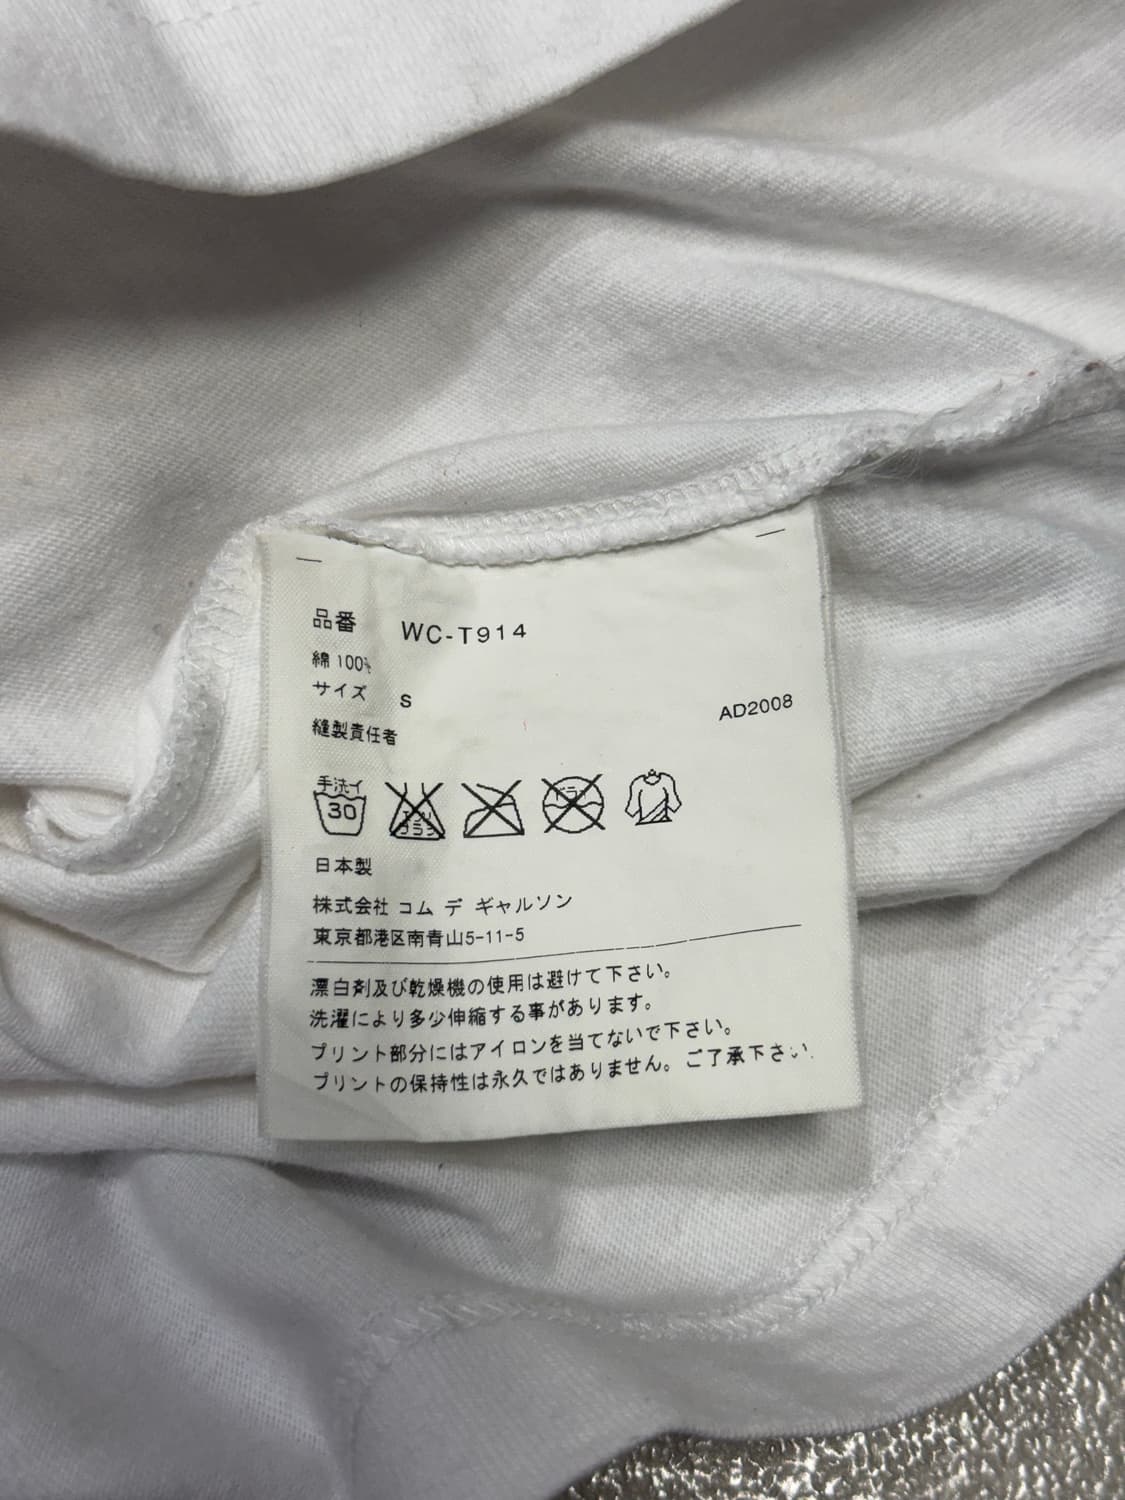 品番 WC-T914
綿 100%
サイズ S
AD2008
縫製責任者
手洗イ
30
エンソ
ドライ
日本製
株式会社 コム デ ギャルソン
東京都港区南青山5-11-5
漂白剤及び乾燥機の使用は避けて下さい。
洗濯により多少伸縮する事があります。
プリント部分にはアイロンを当てないで下さい。
プリントの保持性は永久ではありません。ご了承下さい.